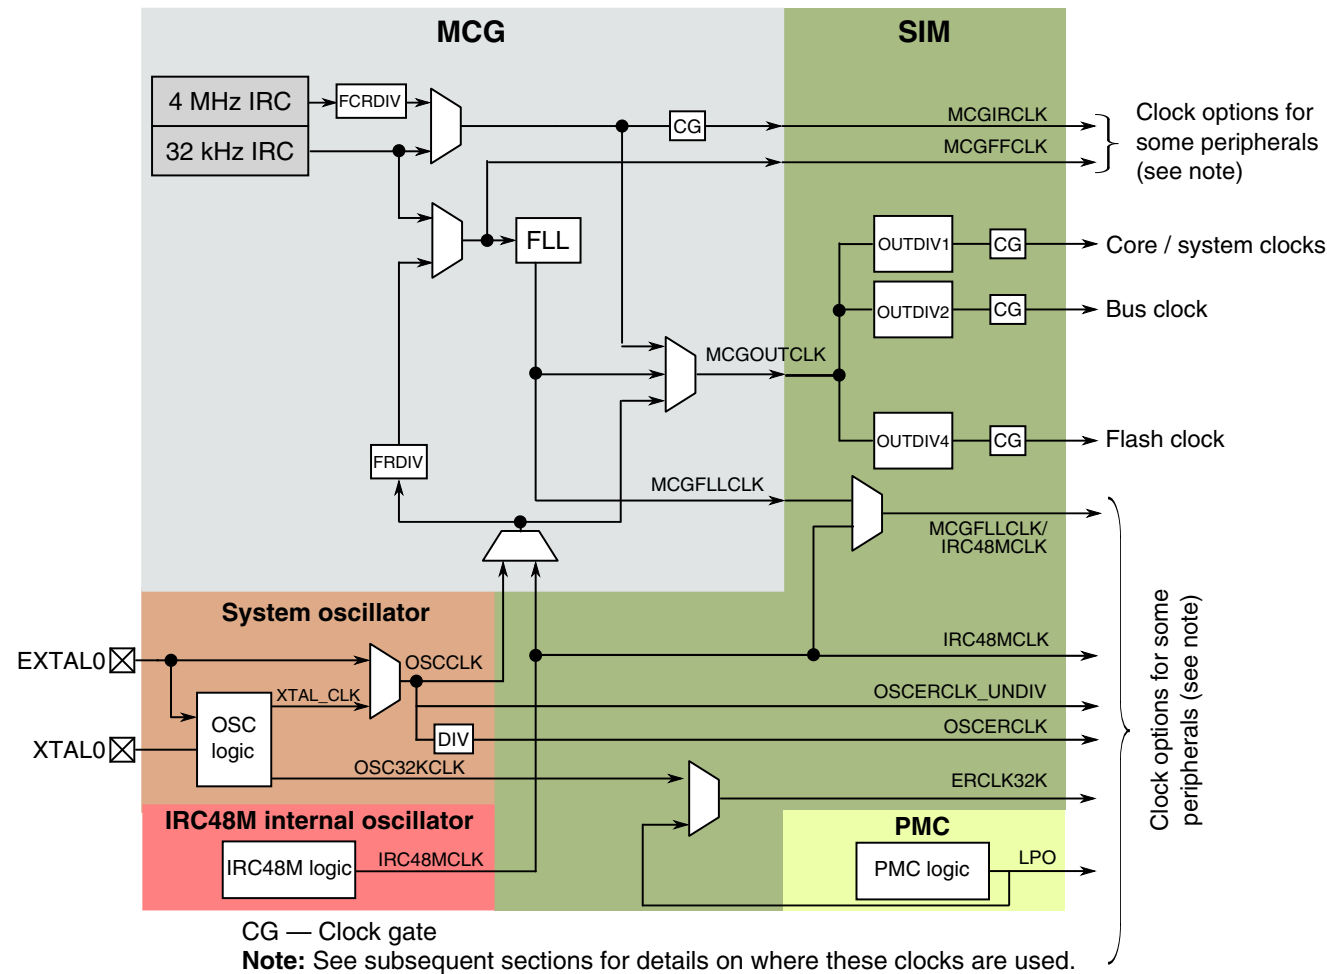 MCG
SIM
4 MHz IRC
FCRDIV
32 kHz IRC
CG
MCGIRCLK
MCGFFCLK
Clock options for
some peripherals
(see note)
FLL
OUTDIV1
CG
Core / system clocks
OUTDIV2
CG
Bus clock
MCGOUTCLK
OUTDIV4
CG
Flash clock
FRDIV
MCGFLLCLK
MCGFLLCLK/
IRC48MCLK
System oscillator
EXTAL0
OSCCLK
IRC48MCLK
XTAL_CLK
OSCERCLK_UNDIV
OSC
logic
XTAL0
DIV
OSCERCLK
OSC32KCLK
ERCLK32K
Clock options for some
peripherals (see note)
IRC48M internal oscillator
IRC48M logic
IRC48MCLK
PMC
PMC logic
LPO
CG — Clock gate
Note: See subsequent sections for details on where these clocks are used.